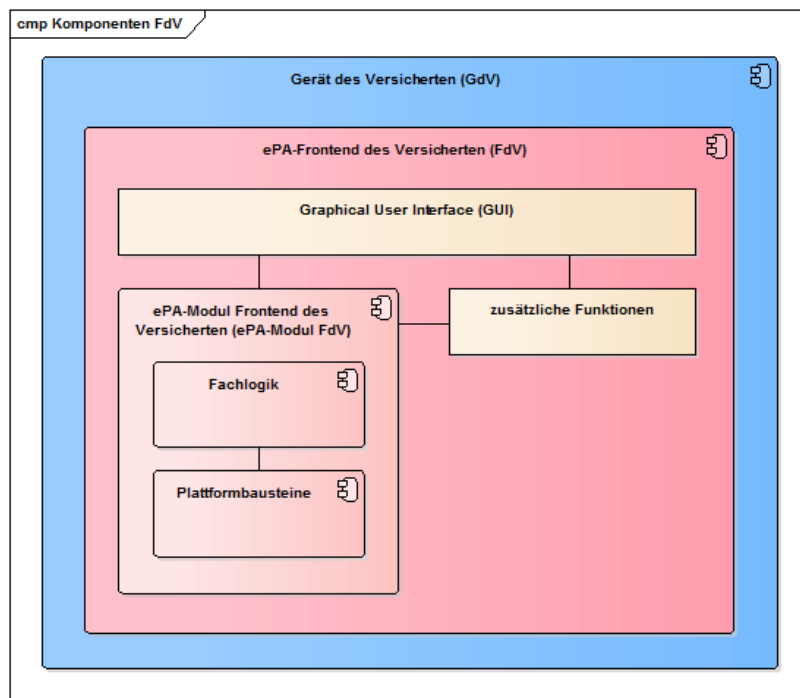 cmp Komponenten FdV
Gerät des Versicherten (GdV)
ePA-Frontend des Versicherten (FdV)
Graphical User Interface (GUI)
ePA-Modul Frontend des
Versicherten (ePA-Modul FdV)
zusätzliche Funktionen
Fachlogik
Plattformbausteine